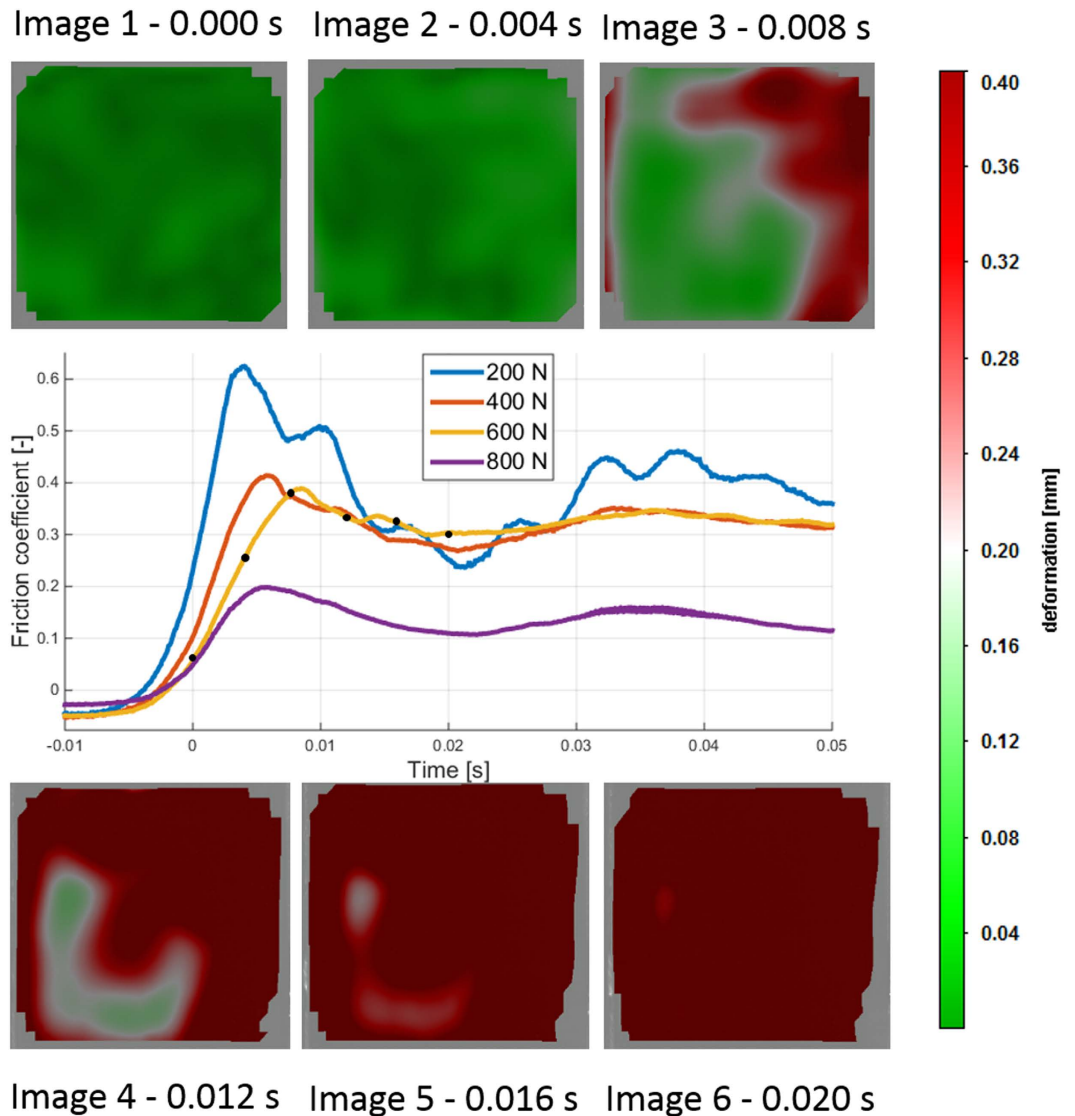 Image 1 - 0.000 s
Image 2 - 0.004 s
Image 3 - 0.008 s
0.40
0.36
0.32
0.28
0.24
0.20
0.16
0.12
0.08
0.04
deformation [mm]
Friction coefficient [-]
0.6
0.5
0.4
0.3
0.2
0.1
0
200 N
400 N
600 N
800 N
-0.01
0
0.01
0.02
0.03
0.04
0.05
Time [s]
Image 4 - 0.012 s
Image 5 - 0.016 s
Image 6 - 0.020 s